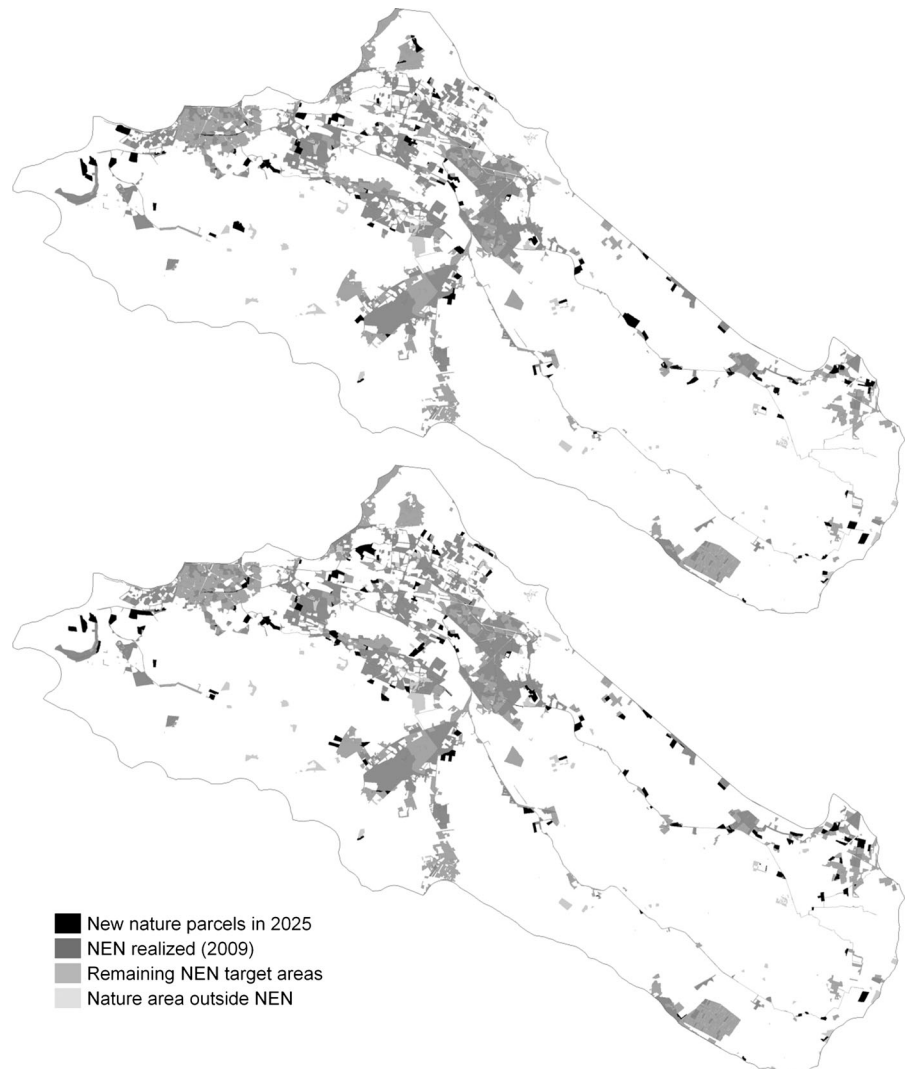 New nature parcels in 2025
NEN realized (2009)
Remaining NEN target areas
Nature area outside NEN